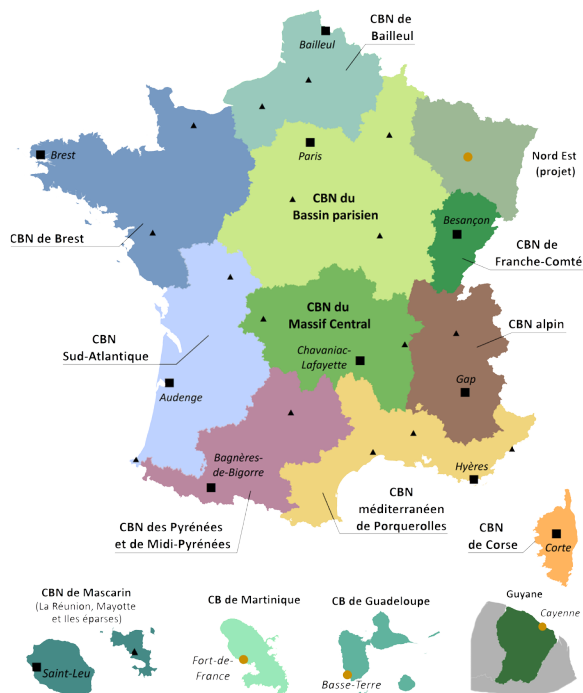 CBN de
Bailleul
Bailleul
Brest
Paris
Nord Est
(projet)
CBN du
Bassin parisien
Besançon
CBN de Brest
CBN de
Franche-Comté
CBN du
Massif Central
CBN alpin
CBN
Sud-Atlantique
Chavaniac-
Lafayette
Audenge
Gap
Bagnères-
de-Bigorre
Hyères
CBN
méditerranéen
de Porquerolles
CBN des Pyrénées
et de Midi-Pyrénées
CBN
de Corse
Corte
CBN de Mascarin
(La Réunion, Mayotte
et Iles éparses)
Saint-Leu
CB de Martinique
Fort-de-
France
CB de Guadeloupe
Basse-Terre
Guyane
Cayenne